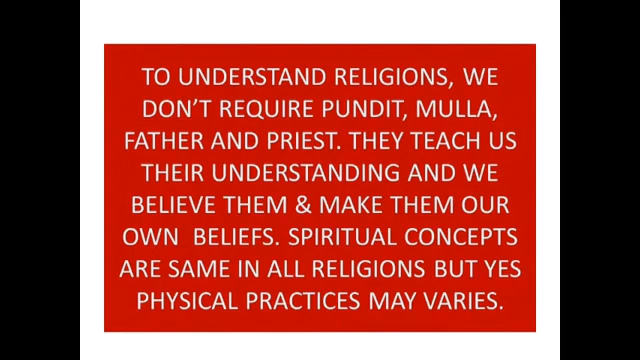 TO UNDERSTAND RELIGIONS, WE
DON'T REQUIRE PUNDIT, MULLA,
FATHER AND PRIEST. THEY TEACH US
THEIR UNDERSTANDING AND WE
BELIEVE THEM & MAKE THEM OUR
OWN BELIEFS. SPIRITUAL CONCEPTS
ARE SAME IN ALL RELIGIONS BUT YES
PHYSICAL PRACTICES MAY VARIES.